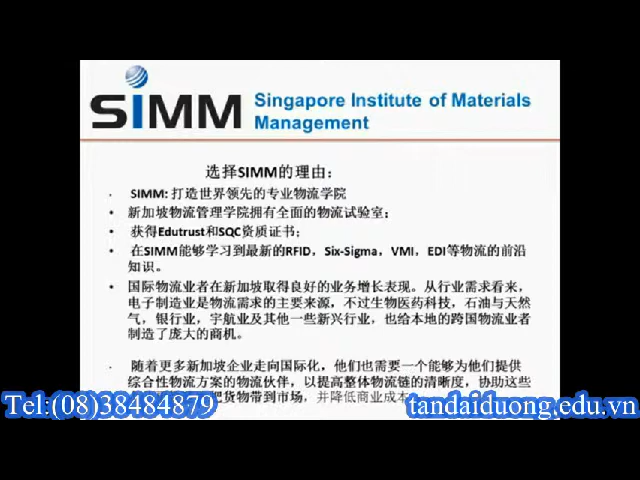 SIMM Singapore Institute of Materials
Management
选择SIMM的理由：
· SIMM: 打造世界领先的专业物流学院
• 新加坡物流管理学院拥有全面的物流试验室；
• 获得Edutrust和SQC资质证书；
• 在SIMM能够学习到最新的RFID，Six-Sigma，VMI，EDI等物流的前沿
知识。
• 国际物流业者在新加坡取得良好的业务增长表现。从行业需求看来，
电子制造业是物流需求的主要来源，不过生物医药科技，石油与天然
气，银行业，宇航业及其他一些新兴行业，也给本地的跨国物流业者
制造了庞大的商机。
· 随着更多新加坡企业走向国际化，他们也需要一个能够为他们提供
综合性物流方案的物流伙伴，以提高整体物流链的清晰度，协助这些
把货物带到市场，并降低商业成本
Tel:(08)38484879 tandaiduong.edu.vn